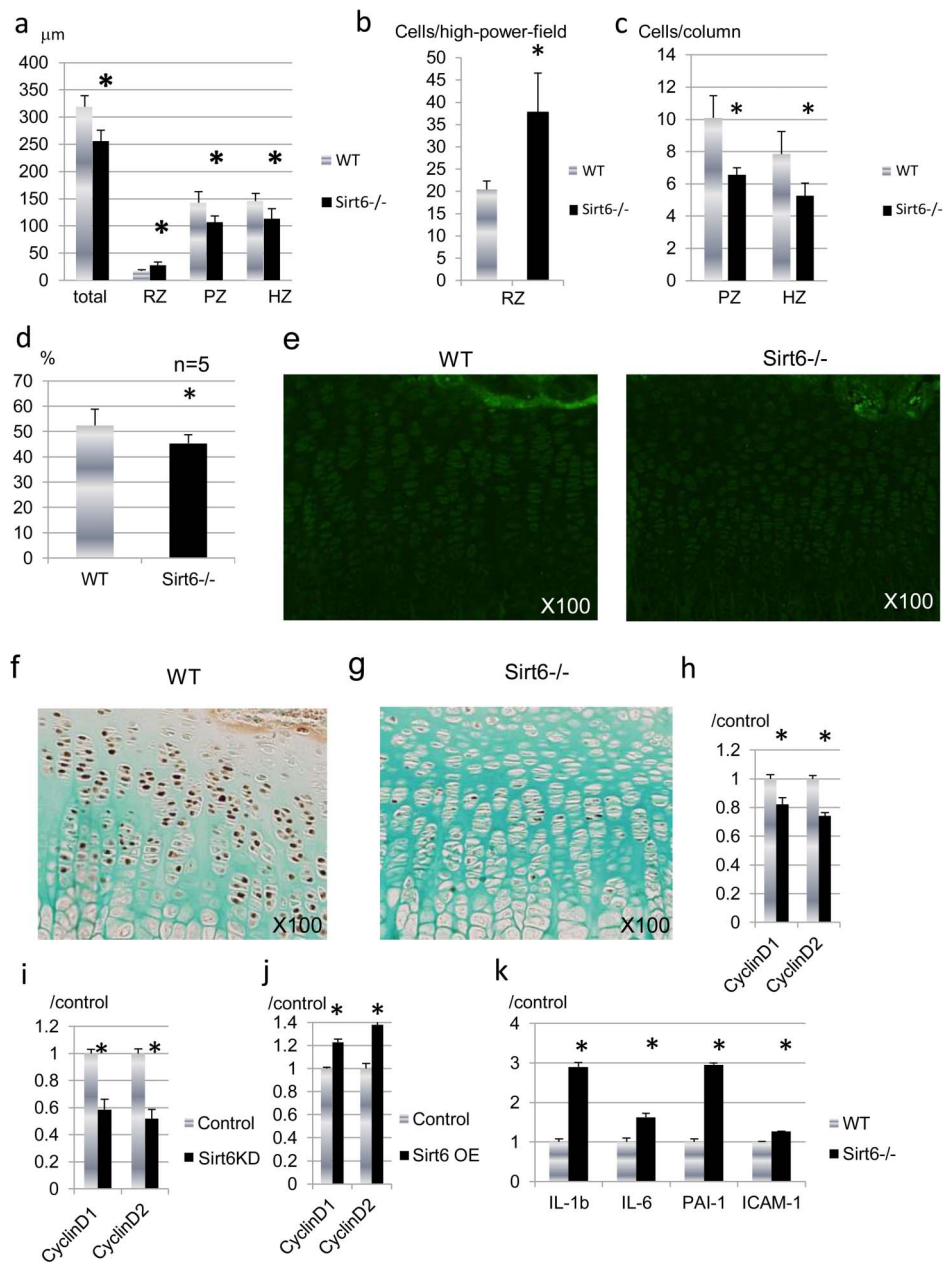 a
μm
400
350
300
250
200
150
100
50
0
*
*
*
*
total RZ PZ HZ
WT
Sirt6-/-
b
Cells/high-power-field
50
45
40
35
30
25
20
15
10
5
0
*
RZ
WT
Sirt6-/-
c
Cells/column
14
12
10
8
6
4
2
0
*
*
PZ HZ
WT
Sirt6-/-
d
%
n=5
70
60
50
40
30
20
10
0
*
WT Sirt6-/-
e
WT
Sirt6-/-
X100
X100
f
WT
X100
g
Sirt6-/-
X100
h
/control
1.2
1
0.8
0.6
0.4
0.2
0
* *
CyclinD1
CyclinD2
i
/control
1.2
1
0.8
0.6
0.4
0.2
0
* *
CyclinD1
CyclinD2
Control
Sirt6KD
j
/control
1.4
1.2
1
0.8
0.6
0.4
0.2
0
* *
CyclinD1
CyclinD2
Control
Sirt6 OE
k
/control
4
3
2
1
0
* * * *
IL-1b IL-6 PAI-1 ICAM-1
WT
Sirt6-/-